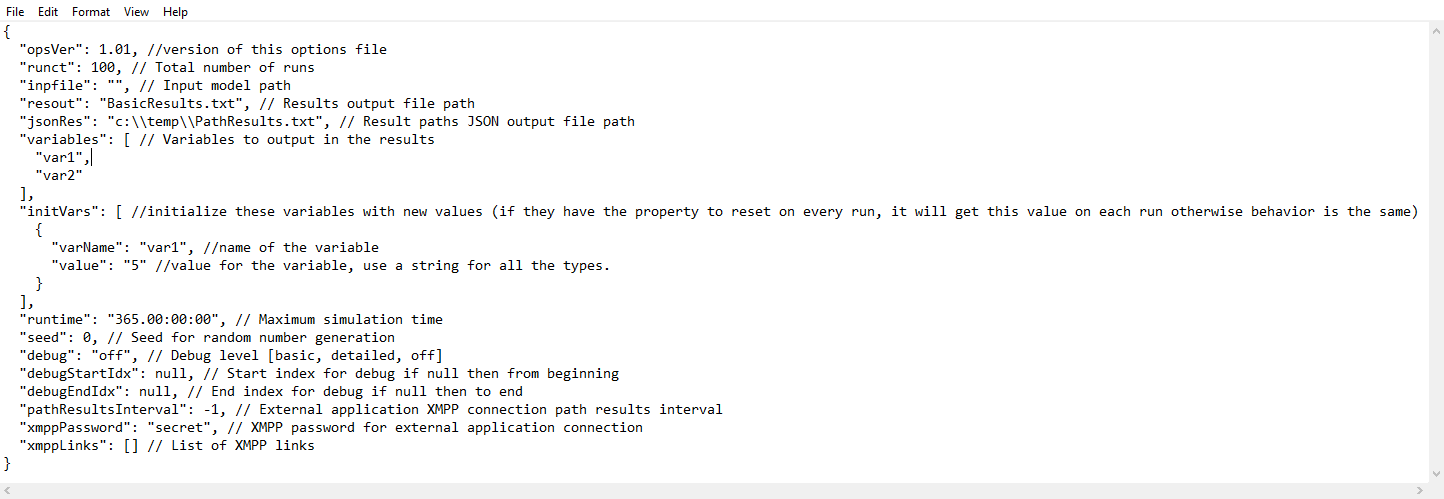 File Edit Format View Help
{
  "opsVer": 1.01, //version of this options file
  "runct": 100, // Total number of runs
  "inpfile": "", // Input model path
  "resout": "BasicResults.txt", // Results output file path
  "jsonRes": "c:\\temp\\PathResults.txt", // Result paths JSON output file path
  "variables": [ // Variables to output in the results
    "var1",
    "var2"
  ],
  "initVars": [ //initialize these variables with new values (if they have the property to reset on every run, it will get this value on each run otherwise behavior is the same)
    {
      "varName": "var1", //name of the variable
      "value": "5" //value for the variable, use a string for all the types.
    }
  ],
  "runtime": "365.00:00:00", // Maximum simulation time
  "seed": 0, // Seed for random number generation
  "debug": "off", // Debug level [basic, detailed, off]
  "debugStartIdx": null, // Start index for debug if null then from beginning
  "debugEndIdx": null, // End index for debug if null then to end
  "pathResultsInterval": -1, // External application XMPP connection path results interval
  "xmppPassword": "secret", // XMPP password for external application connection
  "xmppLinks": [] // List of XMPP links
}